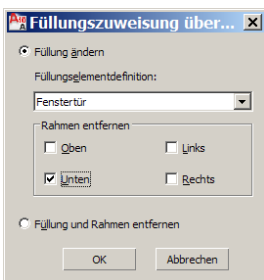 Füllungszuweisung über...
Füllung ändern
Füllungselementdefinition:
Fenstertür
Rahmen entfernen
Oben
Links
Unten
Rechts
Füllung und Rahmen entfernen
OK
Abbrechen